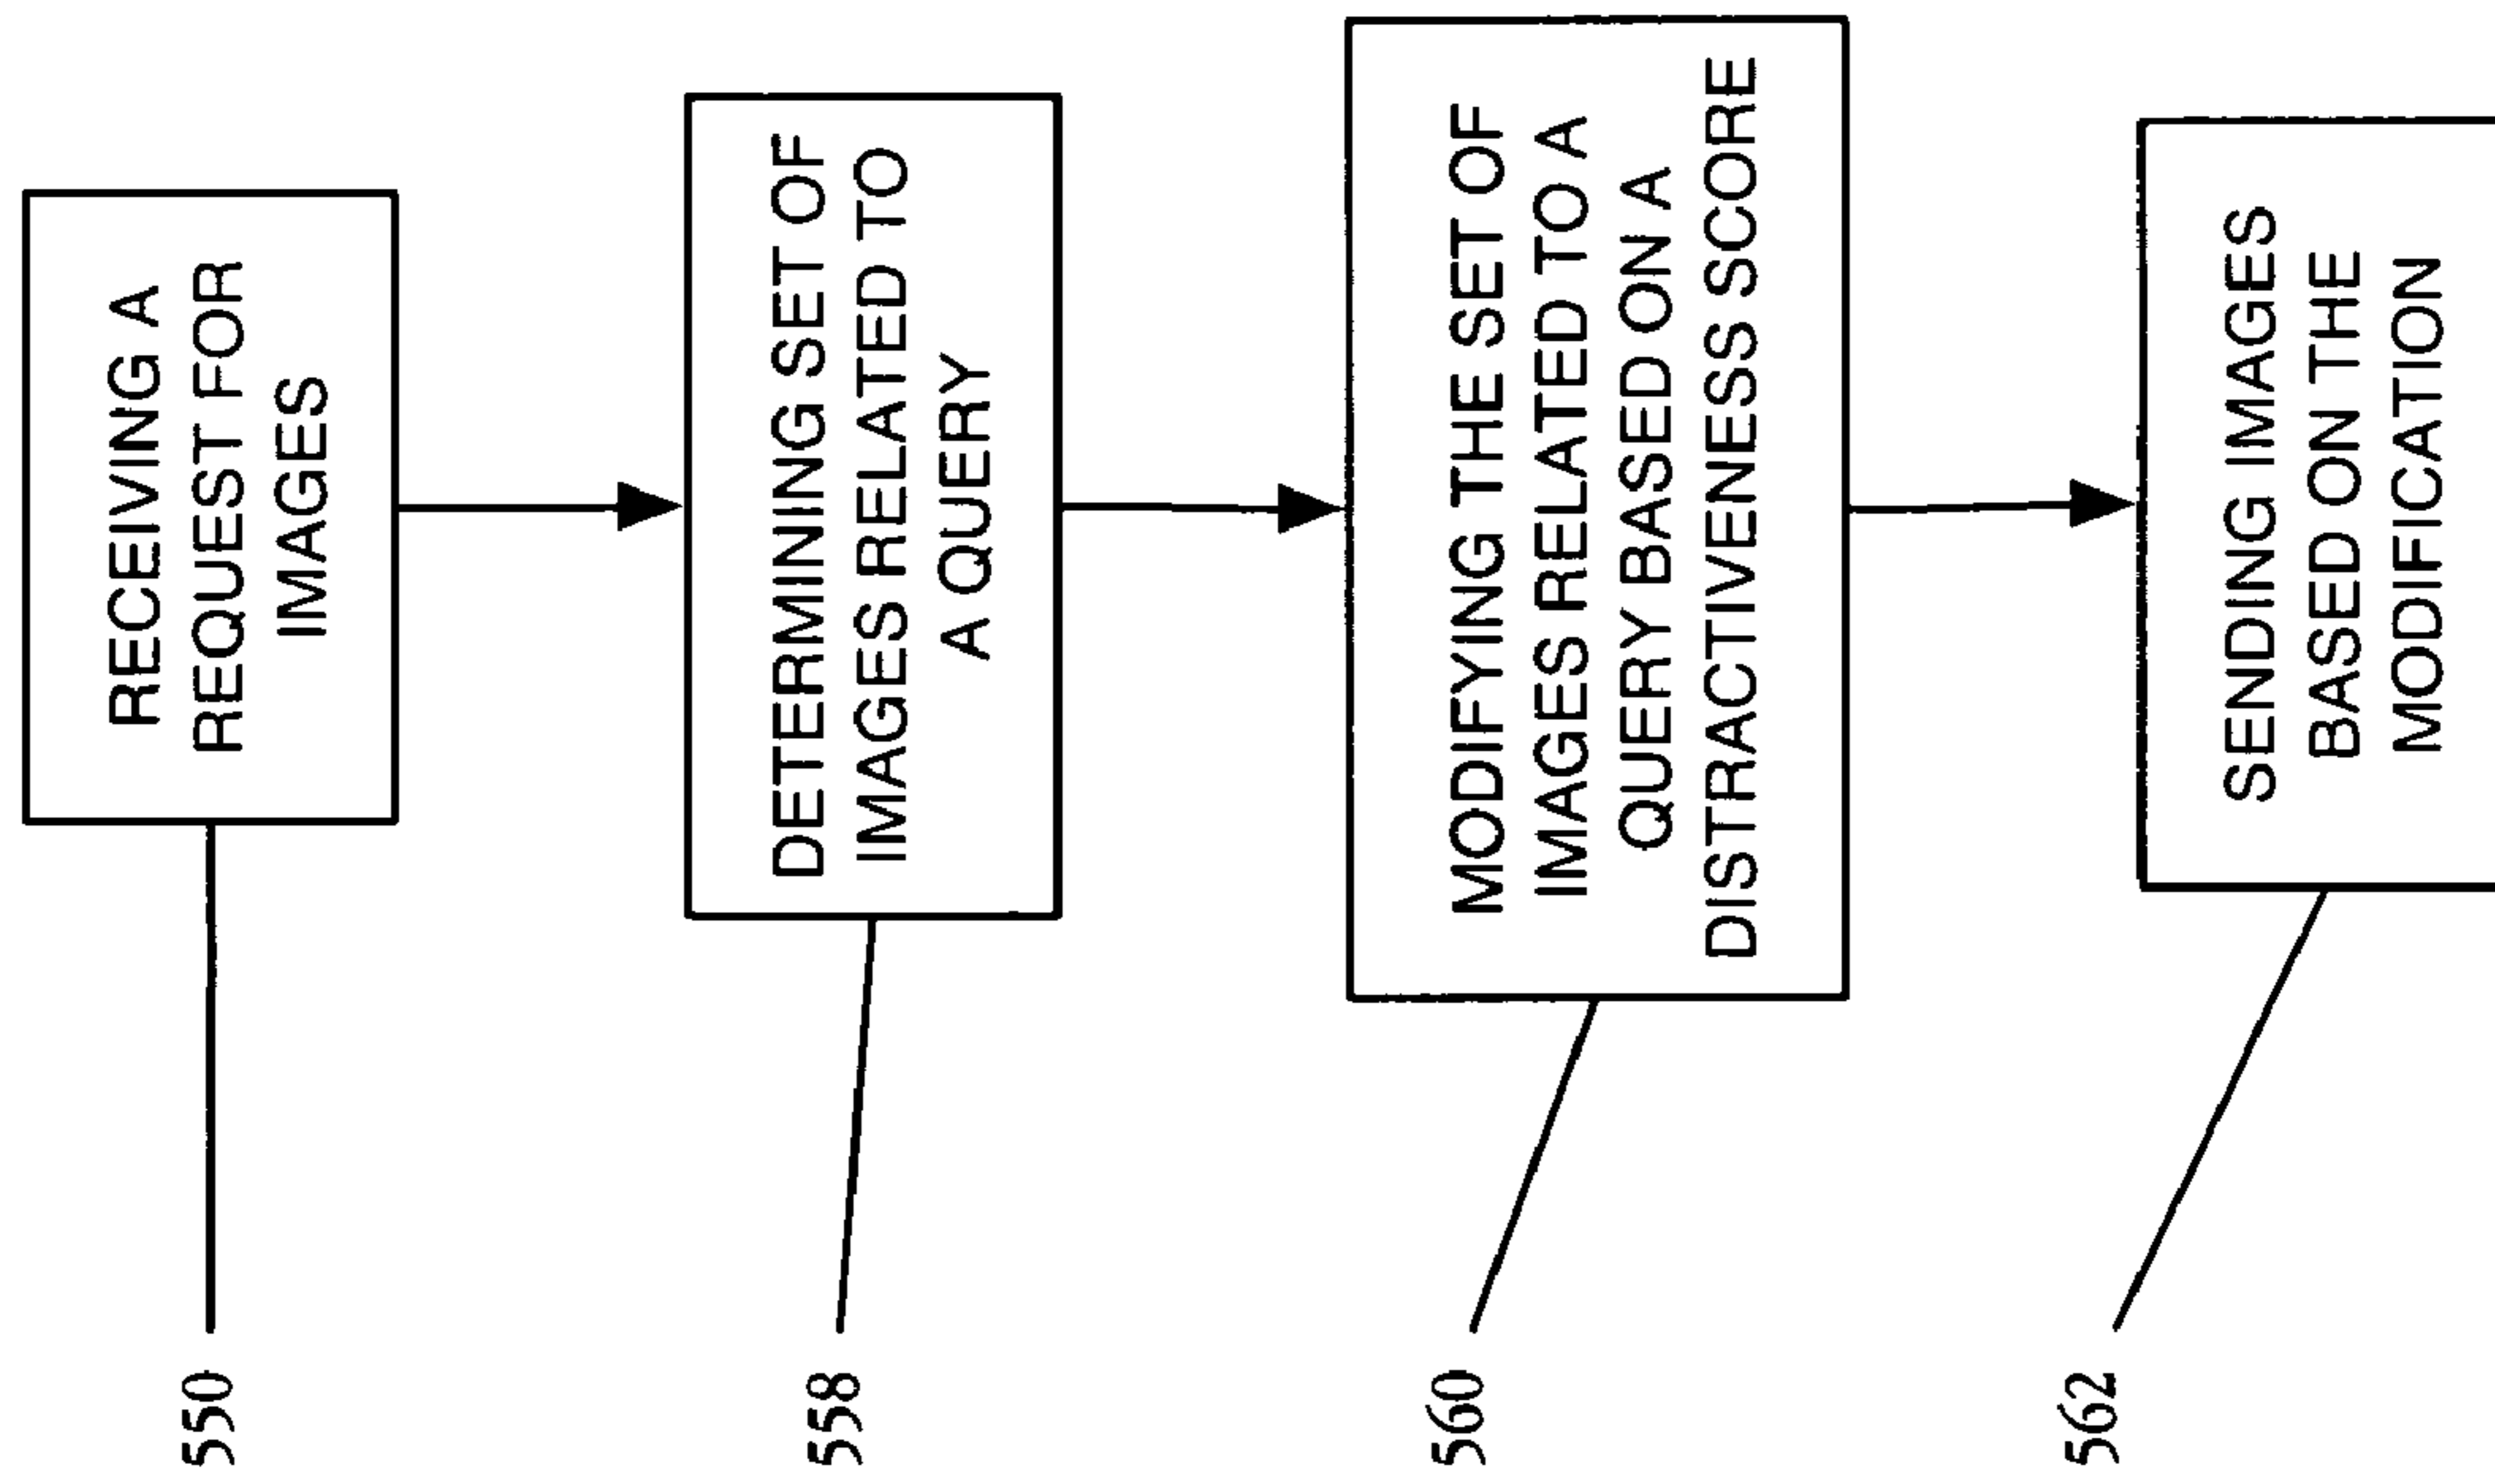 550
RECEIVING A
REQUEST FOR
IMAGES
558
DETERMINING SET OF
IMAGES RELATED TO
A QUERY
560
MODIFYING THE SET OF
IMAGES RELATED TO A
QUERY BASED ON A
DISTRACTIVENESS SCORE
562
SENDING IMAGES
BASED ON THE
MODIFICATION